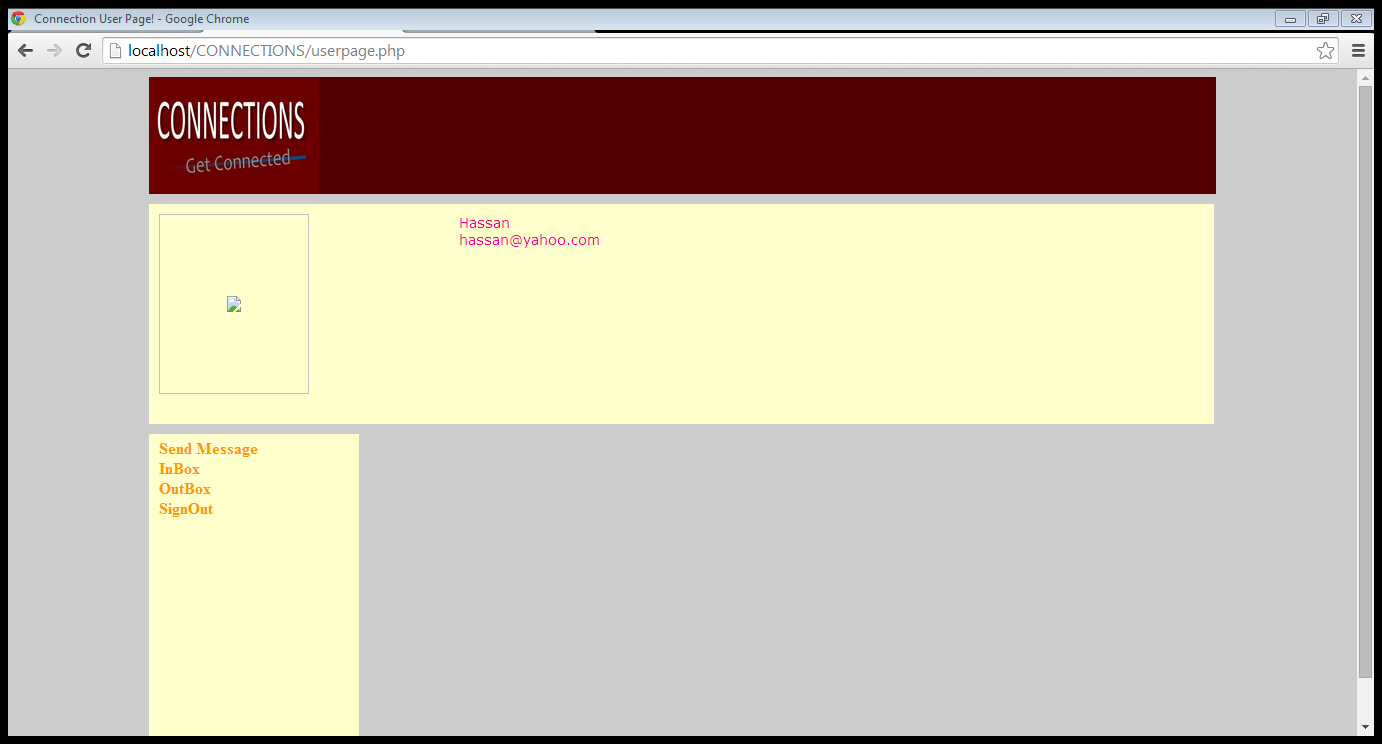 Connection User Page! - Google Chrome
localhost/CONNECTIONS/userpage.php
CONNECTIONS
Get Connected
Hassan
hassan@yahoo.com
Send Message
InBox
OutBox
SignOut